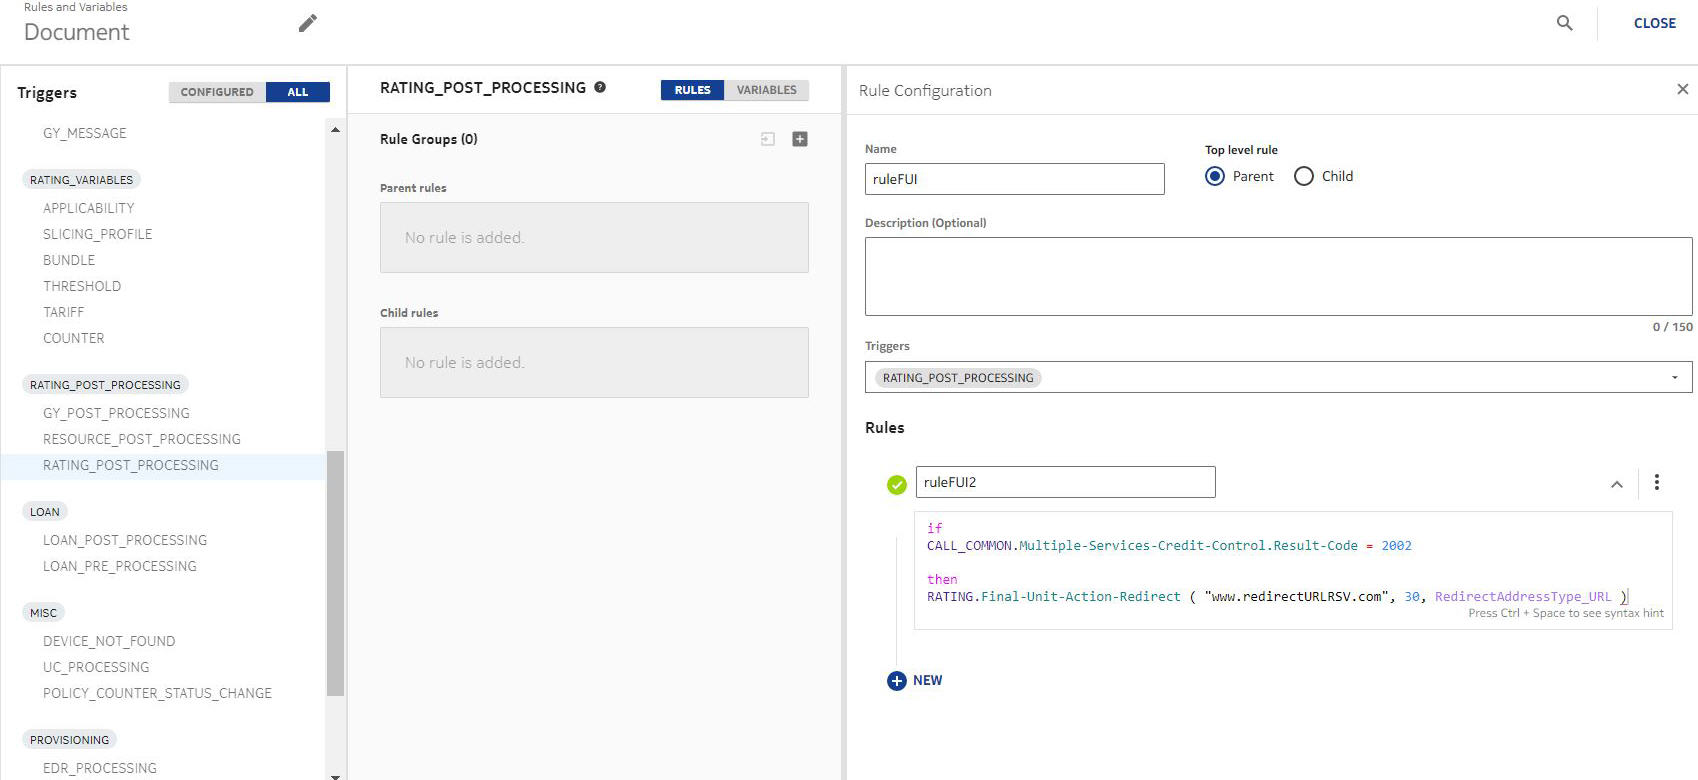 Rules and Variables
Document
CLOSE
Triggers
CONFIGURED ALL
GY_MESSAGE
RATING_VARIABLES
APPLICABILITY
SLICING_PROFILE
BUNDLE
THRESHOLD
TARIFF
COUNTER
RATING_POST_PROCESSING
GY_POST_PROCESSING
RESOURCE_POST_PROCESSING
RATING_POST_PROCESSING
LOAN
LOAN_POST_PROCESSING
LOAN_PRE_PROCESSING
MISC
DEVICE_NOT_FOUND
UC_PROCESSING
POLICY_COUNTER_STATUS_CHANGE
PROVISIONING
EDR_PROCESSING
RATING_POST_PROCESSING ?
RULES VARIABLES
Rule Groups (0)
Parent rules
No rule is added.
Child rules
No rule is added.
Rule Configuration
Name
ruleFUI
Top level rule
Parent Child
Description (Optional)
0 / 150
Triggers
RATING_POST_PROCESSING
Rules
ruleFUI2
if
CALL_COMMON.Multiple-Services-Credit-Control.Result-Code = 2002
then
RATING.Final-Unit-Action-Redirect ( "www.redirectURLRSV.com", 30, RedirectAddressType_URL )
Press Ctrl + Space to see syntax hint
NEW